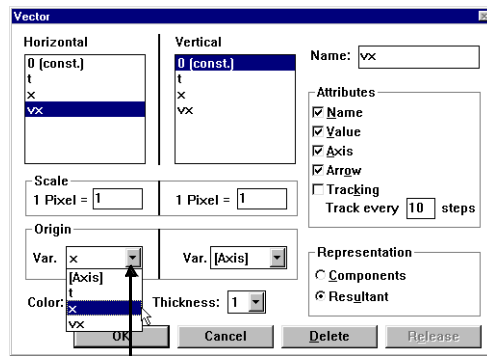 Vector
Horizontal
0 (const.)
t
x
vx
Vertical
0 (const.)
t
x
vx
Name: vx
Attributes
Name
Value
Axis
Arrow
Tracking
Track every 10 steps
Scale
1 Pixel = 1
1 Pixel = 1
Origin
Var. x
[Axis]
t
x
vx
Var. [Axis]
Color:
Thickness: 1
Representation
Components
Resultant
OK
Cancel
Delete
Release